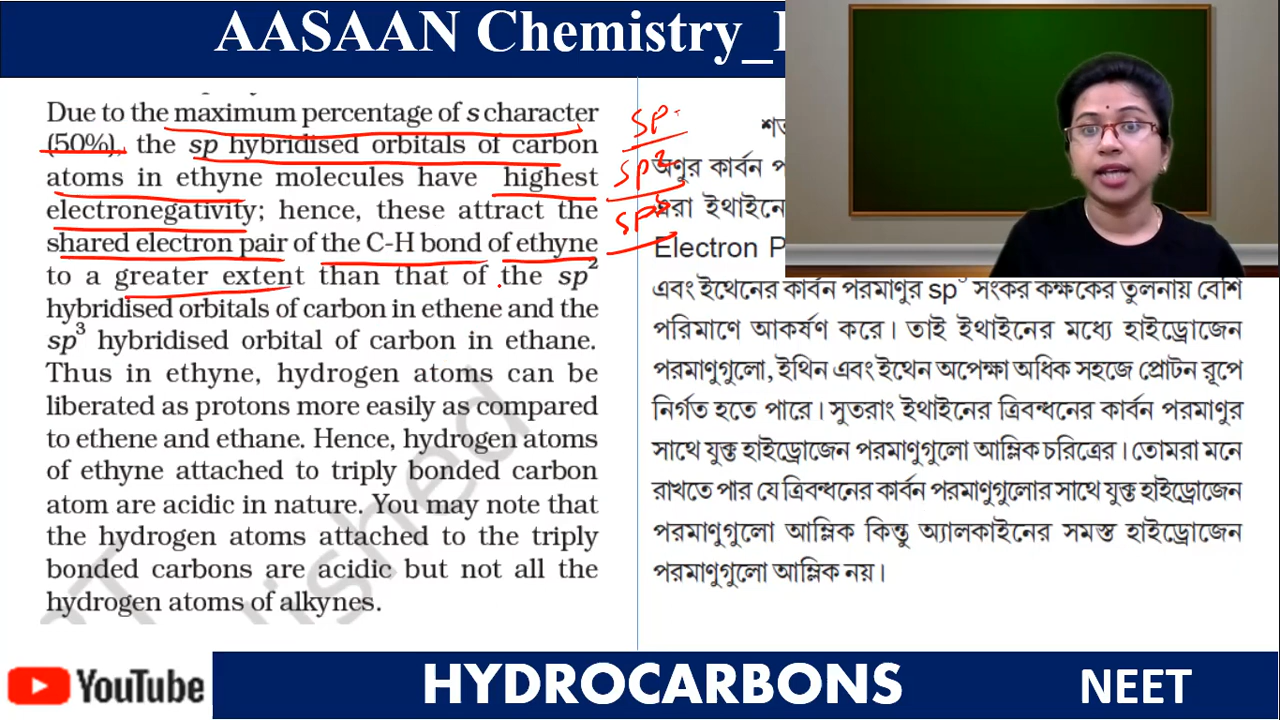 AASAAN Chemistry_
Due to the maximum percentage of s character
(50%), the sp hybridised orbitals of carbon
atoms in ethyne molecules have highest
electronegativity; hence, these attract the
shared electron pair of the C-H bond of ethyne
to a greater extent than that of the sp²
hybridised orbitals of carbon in ethene and the
sp³ hybridised orbital of carbon in ethane.
Thus in ethyne, hydrogen atoms can be
liberated as protons more easily as compared
to ethene and ethane. Hence, hydrogen atoms
of ethyne attached to triply bonded carbon
atom are acidic in nature. You may note that
the hydrogen atoms attached to the triply
bonded carbons are acidic but not all the
hydrogen atoms of alkynes.
SP
SP²
SP³
অণুর কার্বন
এরা ইথাইনে
Electron P
এবং ইথেনের কার্বন পরমাণুর sp³ সংকর কক্ষকের তুলনায় বেশি
পরিমাণে আকর্ষণ করে। তাই ইথাইনের মধ্যে হাইড্রোজেন
পরমাণুগুলো, ইথিন এবং ইথেন অপেক্ষা অধিক সহজে প্রোটন রূপে
নির্গত হতে পারে। সুতরাং ইথাইনের ত্রিবন্ধনের কার্বন পরমাণুর
সাথে যুক্ত হাইড্রোজেন পরমাণুগুলো আম্লিক চরিত্রের। তোমরা মনে
রাখতে পার যে ত্রিবন্ধনের কার্বন পরমাণুগুলোর সাথে যুক্ত হাইড্রোজেন
পরমাণুগুলো আম্লিক কিন্তু অ্যালকাইনের সমস্ত হাইড্রোজেন
পরমাণুগুলো আম্লিক নয়।
YouTube
HYDROCARBONS
NEET